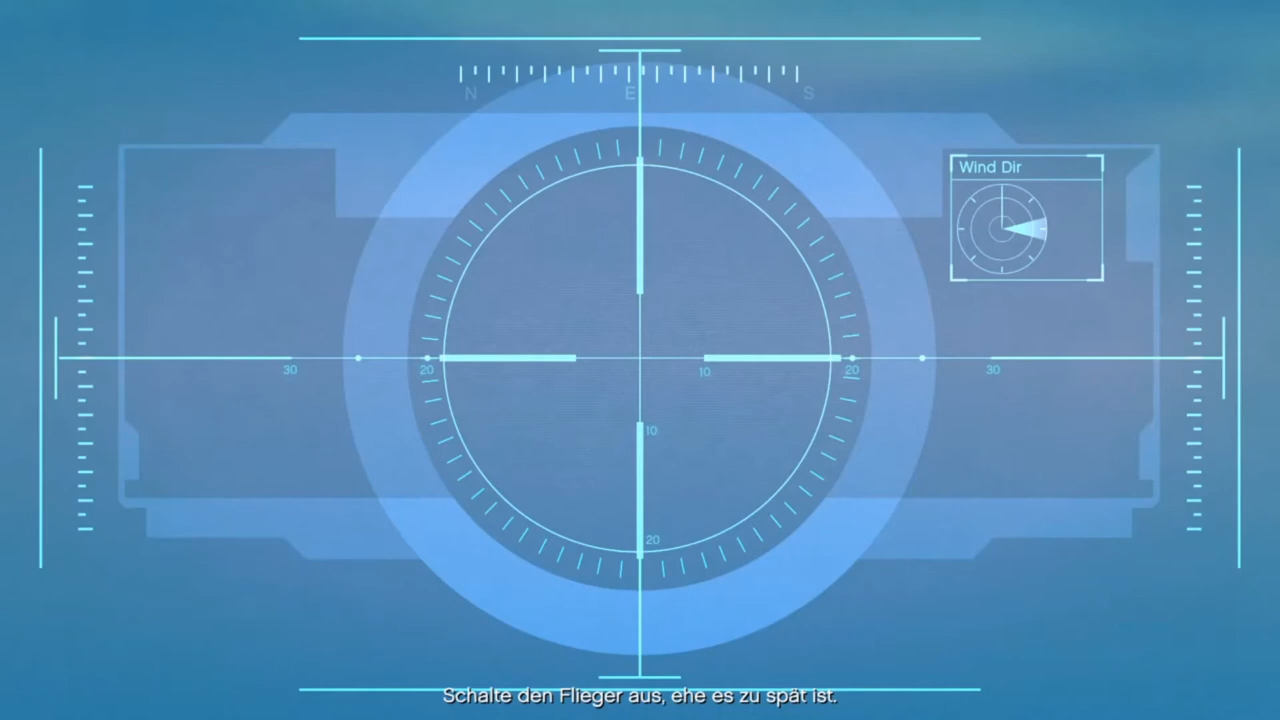 N E S
Wind Dir
30 20 10 20 30
10
20
Schalte den Flieger aus, ehe es zu spät ist.